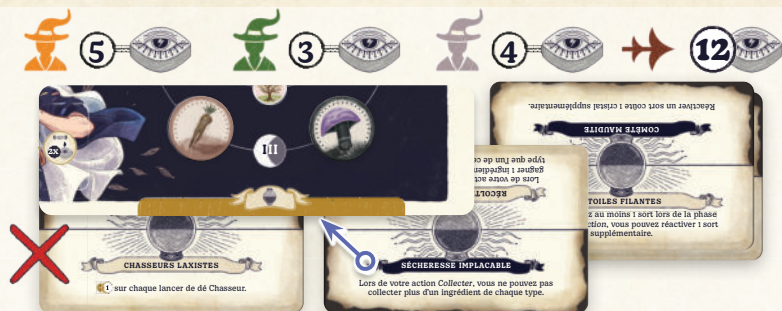 5 3 4 12
Réactiver un sort coûte 1 cristal supplémentaire.
COMÈTE MAUDITE
2X
III
type que l'un de
gagner 1 ingrédient
Lors de votre
RÉCOLT
TOILES FILANTES
z au moins 1 sort lors de la phase
ction, vous pouvez réactiver 1 sort
supplémentaire.
CHASSEURS LAXISTES
1 sur chaque lancer de dé Chasseur.
SÉCHERESSE IMPLACABLE
Lors de votre action Collecter, vous ne pouvez pas
collecter plus d'un ingrédient de chaque type.